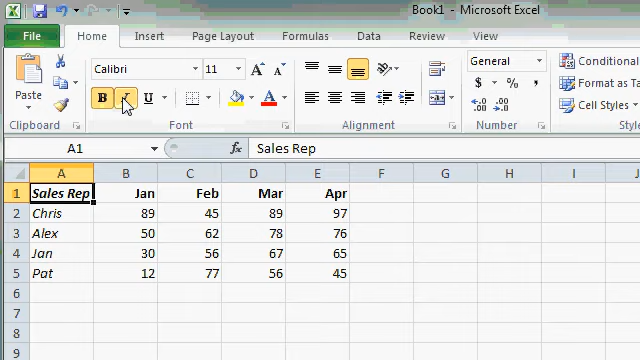 Book1 - Microsoft Excel
File Home Insert Page Layout Formulas Data Review View
Calibri 11 A A General Conditional
Paste B I U A $ % , Format as Ta
Cell Styles
Clipboard Font Alignment Number
A1 fx Sales Rep
A B C D E F G H I J
1 Sales Rep Jan Feb Mar Apr
2 Chris 89 45 89 97
3 Alex 50 62 78 76
4 Jan 30 56 67 65
5 Pat 12 77 56 45
6
7
8
9